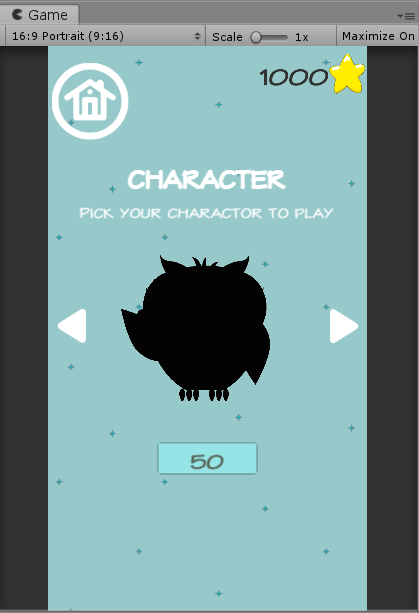 Game
16:9 Portrait (9:16) Scale 1x Maximize On
1000
CHARACTER
PICK YOUR CHARACTOR TO PLAY
50